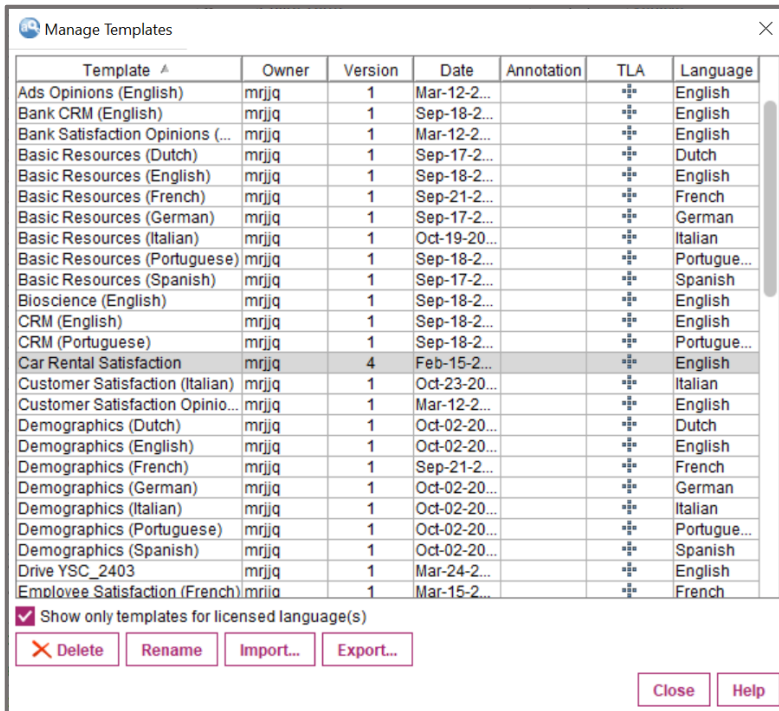 Manage Templates
Template Owner Version Date Annotation TLA Language
Ads Opinions (English) mrjjq 1 Mar-12-2... English
Bank CRM (English) mrjjq 1 Sep-18-2... English
Bank Satisfaction Opinions (... mrjjq 1 Mar-12-2... English
Basic Resources (Dutch) mrjjq 1 Sep-17-2... Dutch
Basic Resources (English) mrjjq 1 Sep-18-2... English
Basic Resources (French) mrjjq 1 Sep-21-2... French
Basic Resources (German) mrjjq 1 Sep-17-2... German
Basic Resources (Italian) mrjjq 1 Oct-19-20... Italian
Basic Resources (Portuguese) mrjjq 1 Sep-18-2... Portugue...
Basic Resources (Spanish) mrjjq 1 Sep-17-2... Spanish
Bioscience (English) mrjjq 1 Sep-18-2... English
CRM (English) mrjjq 1 Sep-18-2... English
CRM (Portuguese) mrjjq 1 Sep-18-2... Portugue...
Car Rental Satisfaction mrjjq 4 Feb-15-2... English
Customer Satisfaction (Italian) mrjjq 1 Oct-23-20... Italian
Customer Satisfaction Opinio... mrjjq 1 Mar-12-2... English
Demographics (Dutch) mrjjq 1 Oct-02-20... Dutch
Demographics (English) mrjjq 1 Oct-02-20... English
Demographics (French) mrjjq 1 Sep-21-2... French
Demographics (German) mrjjq 1 Oct-02-20... German
Demographics (Italian) mrjjq 1 Oct-02-20... Italian
Demographics (Portuguese) mrjjq 1 Oct-02-20... Portugue...
Demographics (Spanish) mrjjq 1 Oct-02-20... Spanish
Drive YSC_2403 mrjjq 1 Mar-24-2... English
Employee Satisfaction (French) mrjjq 1 Mar-15-2... French
Show only templates for licensed language(s)
Delete Rename Import... Export...
Close Help